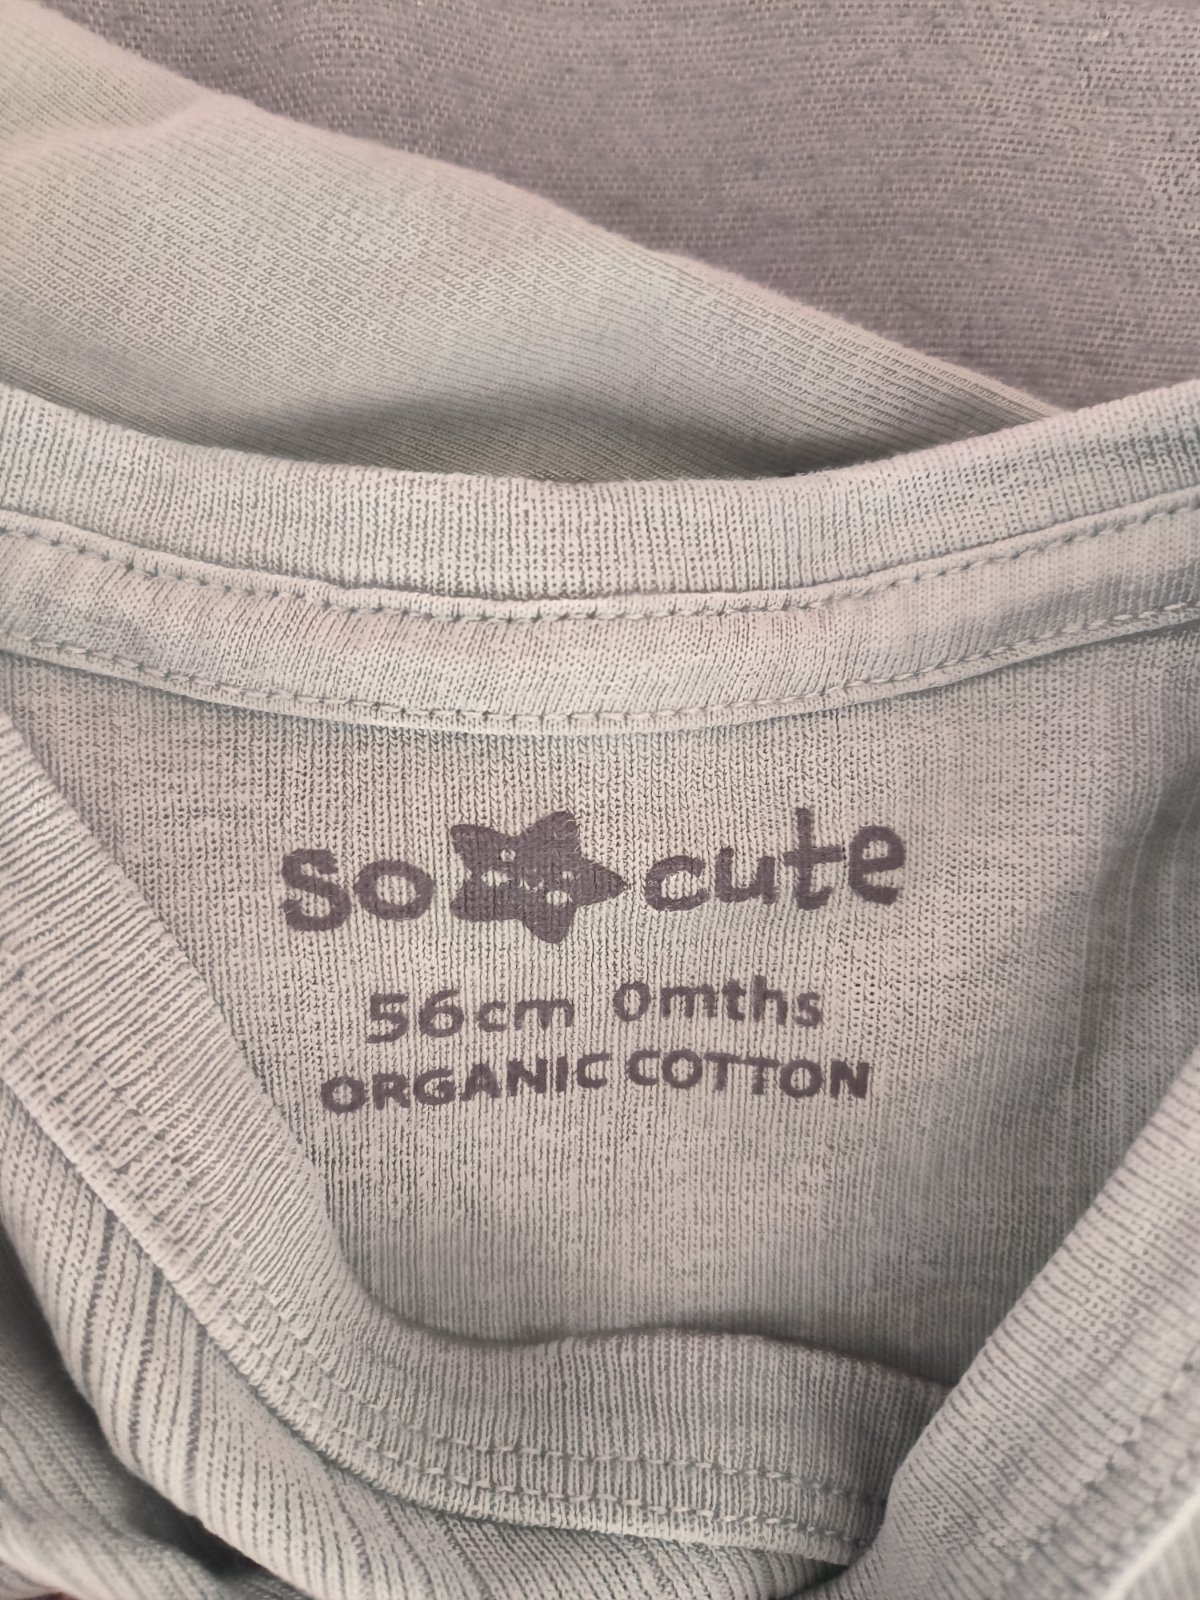 so cute
56cm 0mths
ORGANIC COTTON